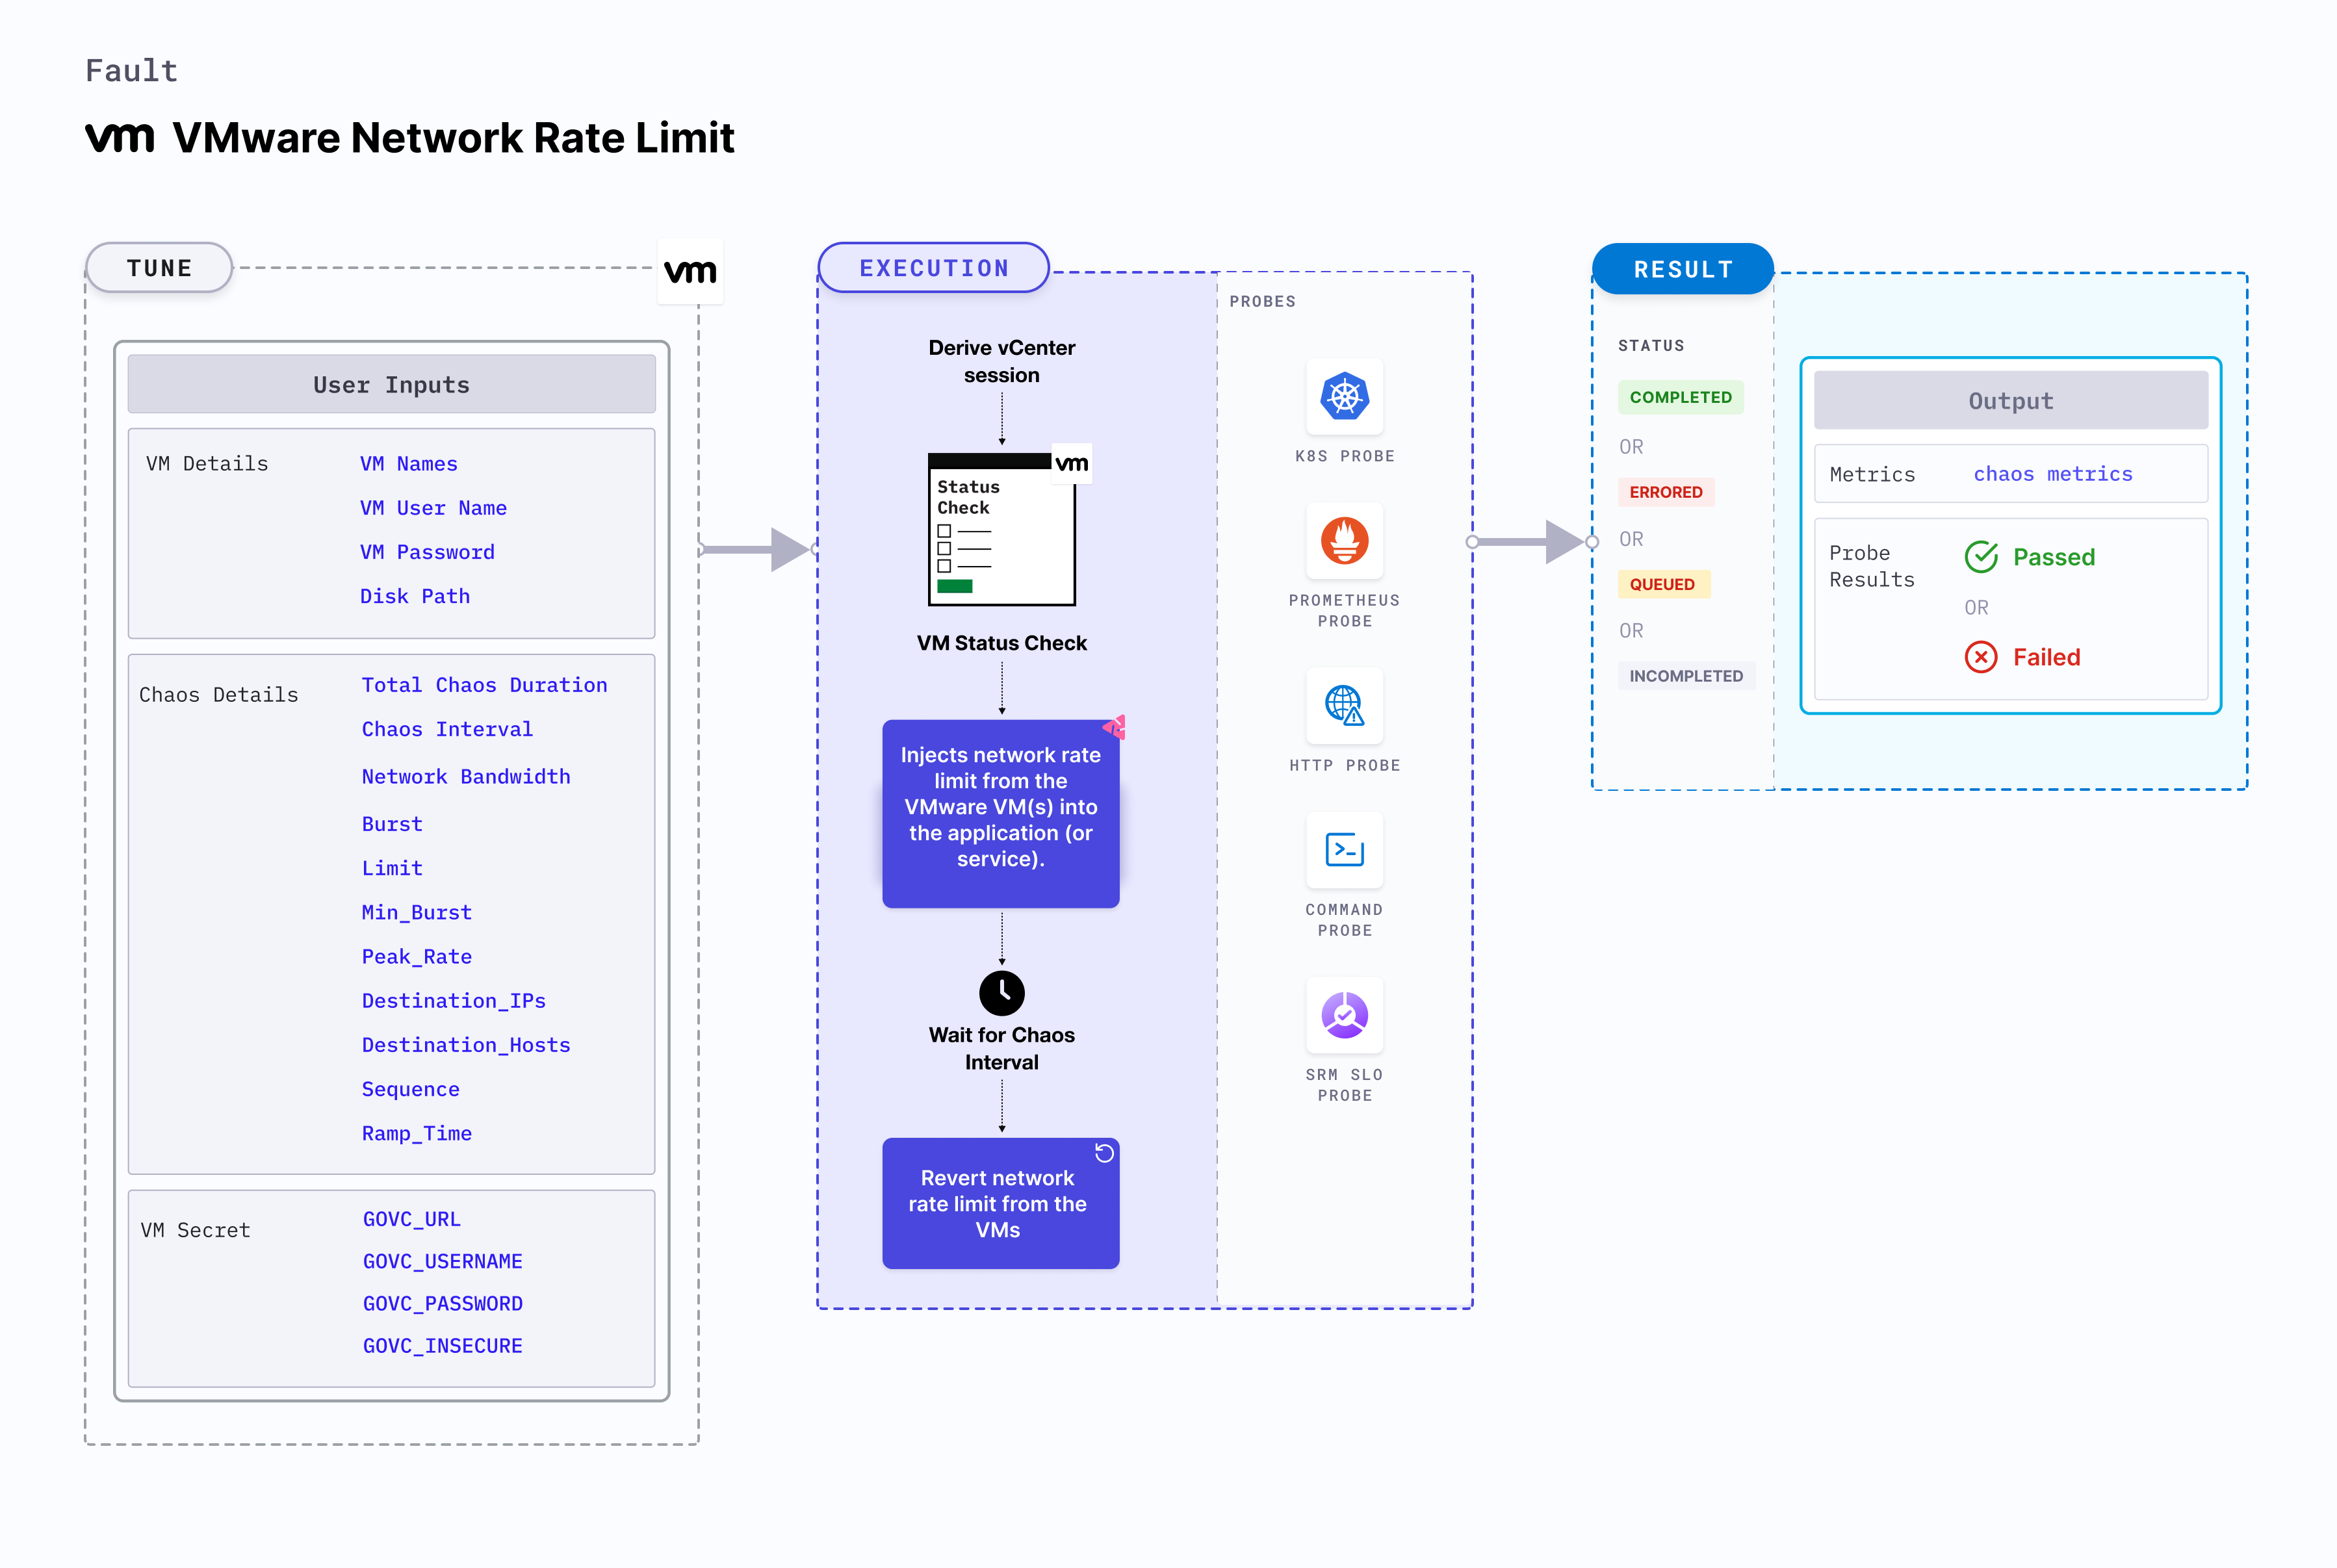 Fault
vm VMware Network Rate Limit
TUNE
vm
User Inputs
VM Details
VM Names
VM User Name
VM Password
Disk Path
Chaos Details
Total Chaos Duration
Chaos Interval
Network Bandwidth
Burst
Limit
Min_Burst
Peak_Rate
Destination_IPs
Destination_Hosts
Sequence
Ramp_Time
VM Secret
GOVC_URL
GOVC_USERNAME
GOVC_PASSWORD
GOVC_INSECURE
EXECUTION
Derive vCenter
session
vm
Status
Check
VM Status Check
Injects network rate
limit from the
VMware VM(s) into
the application (or
service).
Wait for Chaos
Interval
Revert network
rate limit from the
VMs
PROBES
K8S PROBE
PROMETHEUS
PROBE
HTTP PROBE
COMMAND
PROBE
SRM SLO
PROBE
RESULT
STATUS
COMPLETED
OR
ERRORED
OR
QUEUED
OR
INCOMPLETED
Output
Metrics
chaos metrics
Probe
Results
Passed
OR
Failed